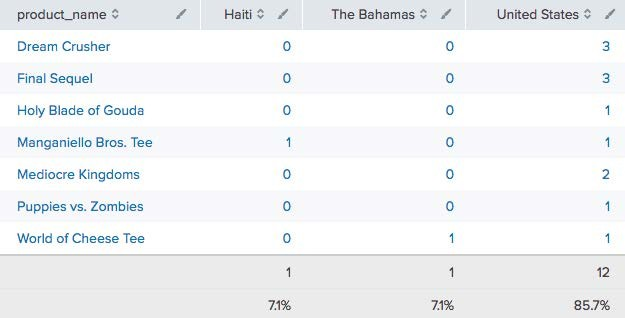 product_name Haiti The Bahamas United States
Dream Crusher 0 0 3
Final Sequel 0 0 3
Holy Blade of Gouda 0 0 1
Manganiello Bros. Tee 1 0 1
Mediocre Kingdoms 0 0 2
Puppies vs. Zombies 0 0 1
World of Cheese Tee 0 1 1
1 1 12
7.1% 7.1% 85.7%